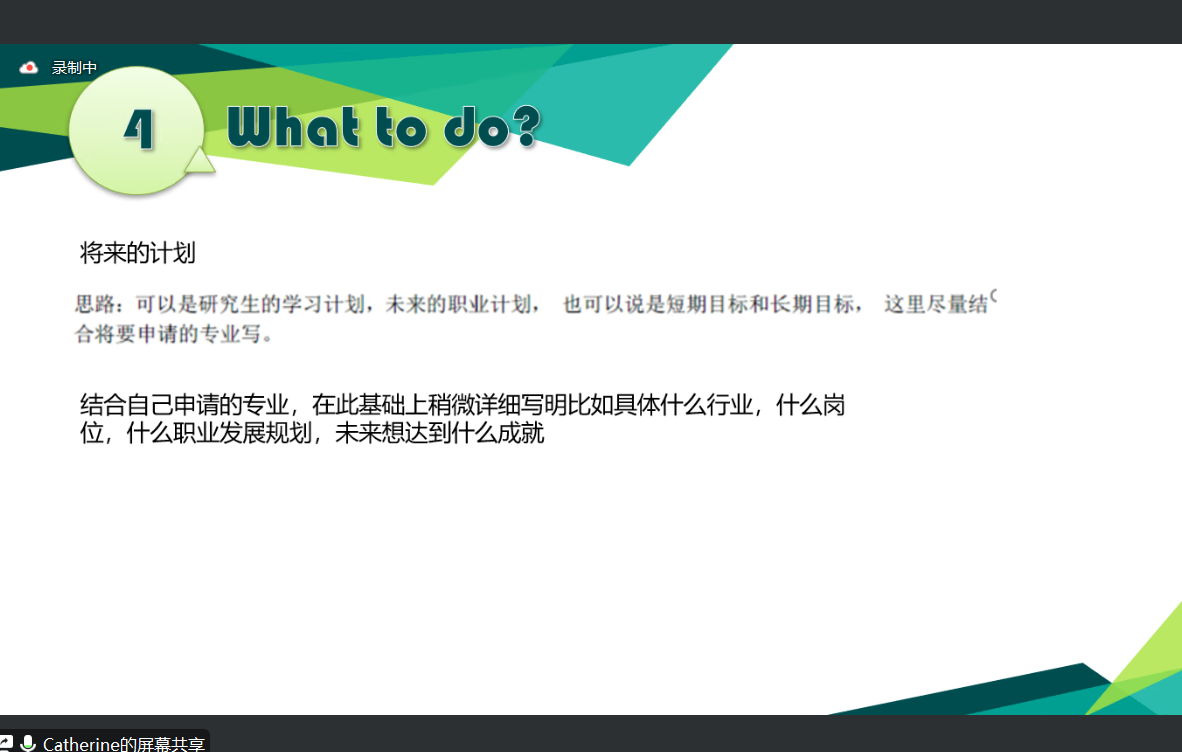 录制中
4 What to do?
将来的计划
思路：可以是研究生的学习计划，未来的职业计划， 也可以说是短期目标和长期目标， 这里尽量结
合将要申请的专业写。
结合自己申请的专业，在此基础上稍微详细写明比如具体什么行业，什么岗
位，什么职业发展规划，未来想达到什么成就
Catherine的屏幕共享